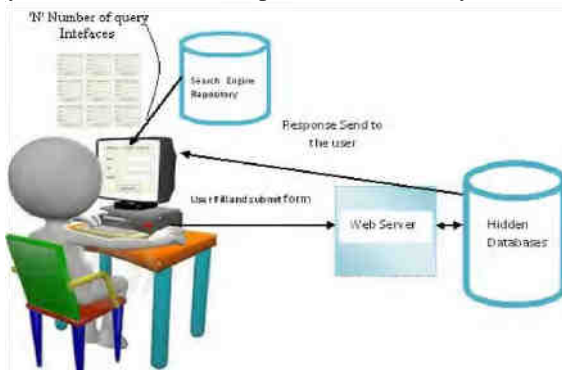 'N' Number of query
Intefaces
Search Engine
Repository
Response Send to
the user
User Fill and submit form
Web Server
Hidden
Databases